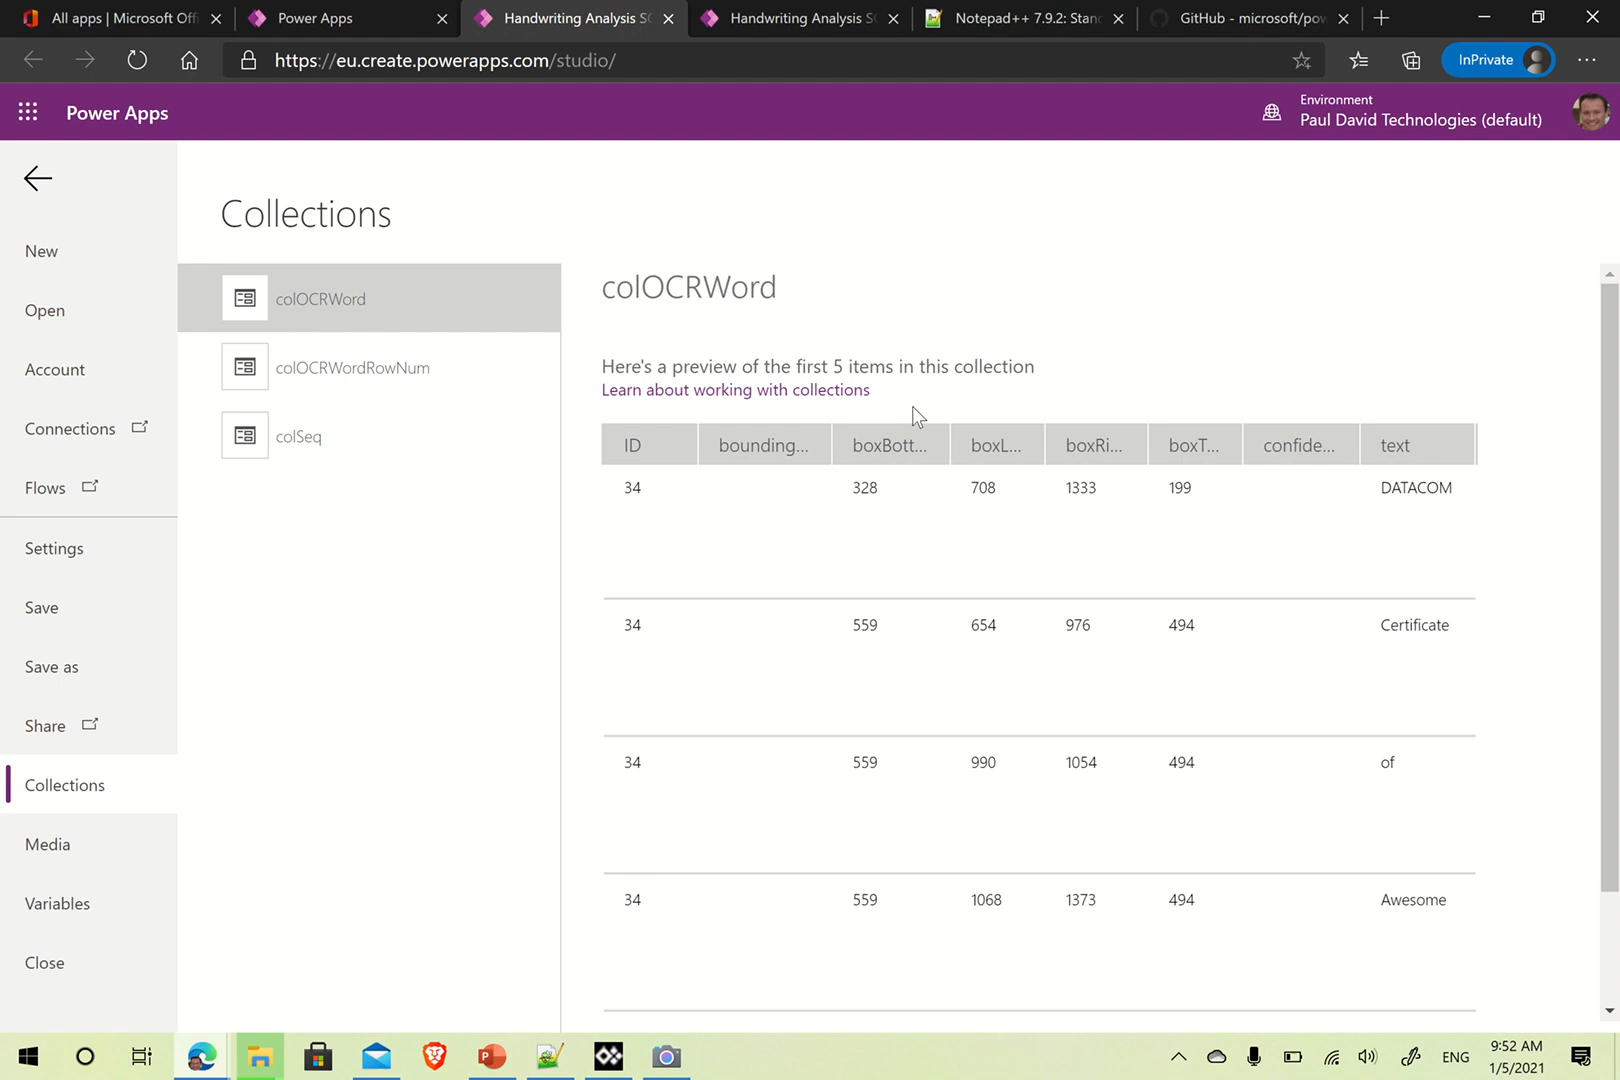 All apps | Microsoft Offi
Power Apps
Handwriting Analysis SC
Handwriting Analysis SC
Notepad++ 7.9.2: Stand
GitHub - microsoft/pow
https://eu.create.powerapps.com/studio/
InPrivate
Power Apps
Environment
Paul David Technologies (default)
New
Open
Account
Connections
Flows
Settings
Save
Save as
Share
Collections
Media
Variables
Close
Collections
colOCRWord
colOCRWordRowNum
colSeq
colOCRWord
Here's a preview of the first 5 items in this collection
Learn about working with collections
ID bounding... boxBott... boxL... boxRi... boxT... confide... text
34 328 708 1333 199 DATACOM
34 559 654 976 494 Certificate
34 559 990 1054 494 of
34 559 1068 1373 494 Awesome
ENG
9:52 AM
1/5/2021